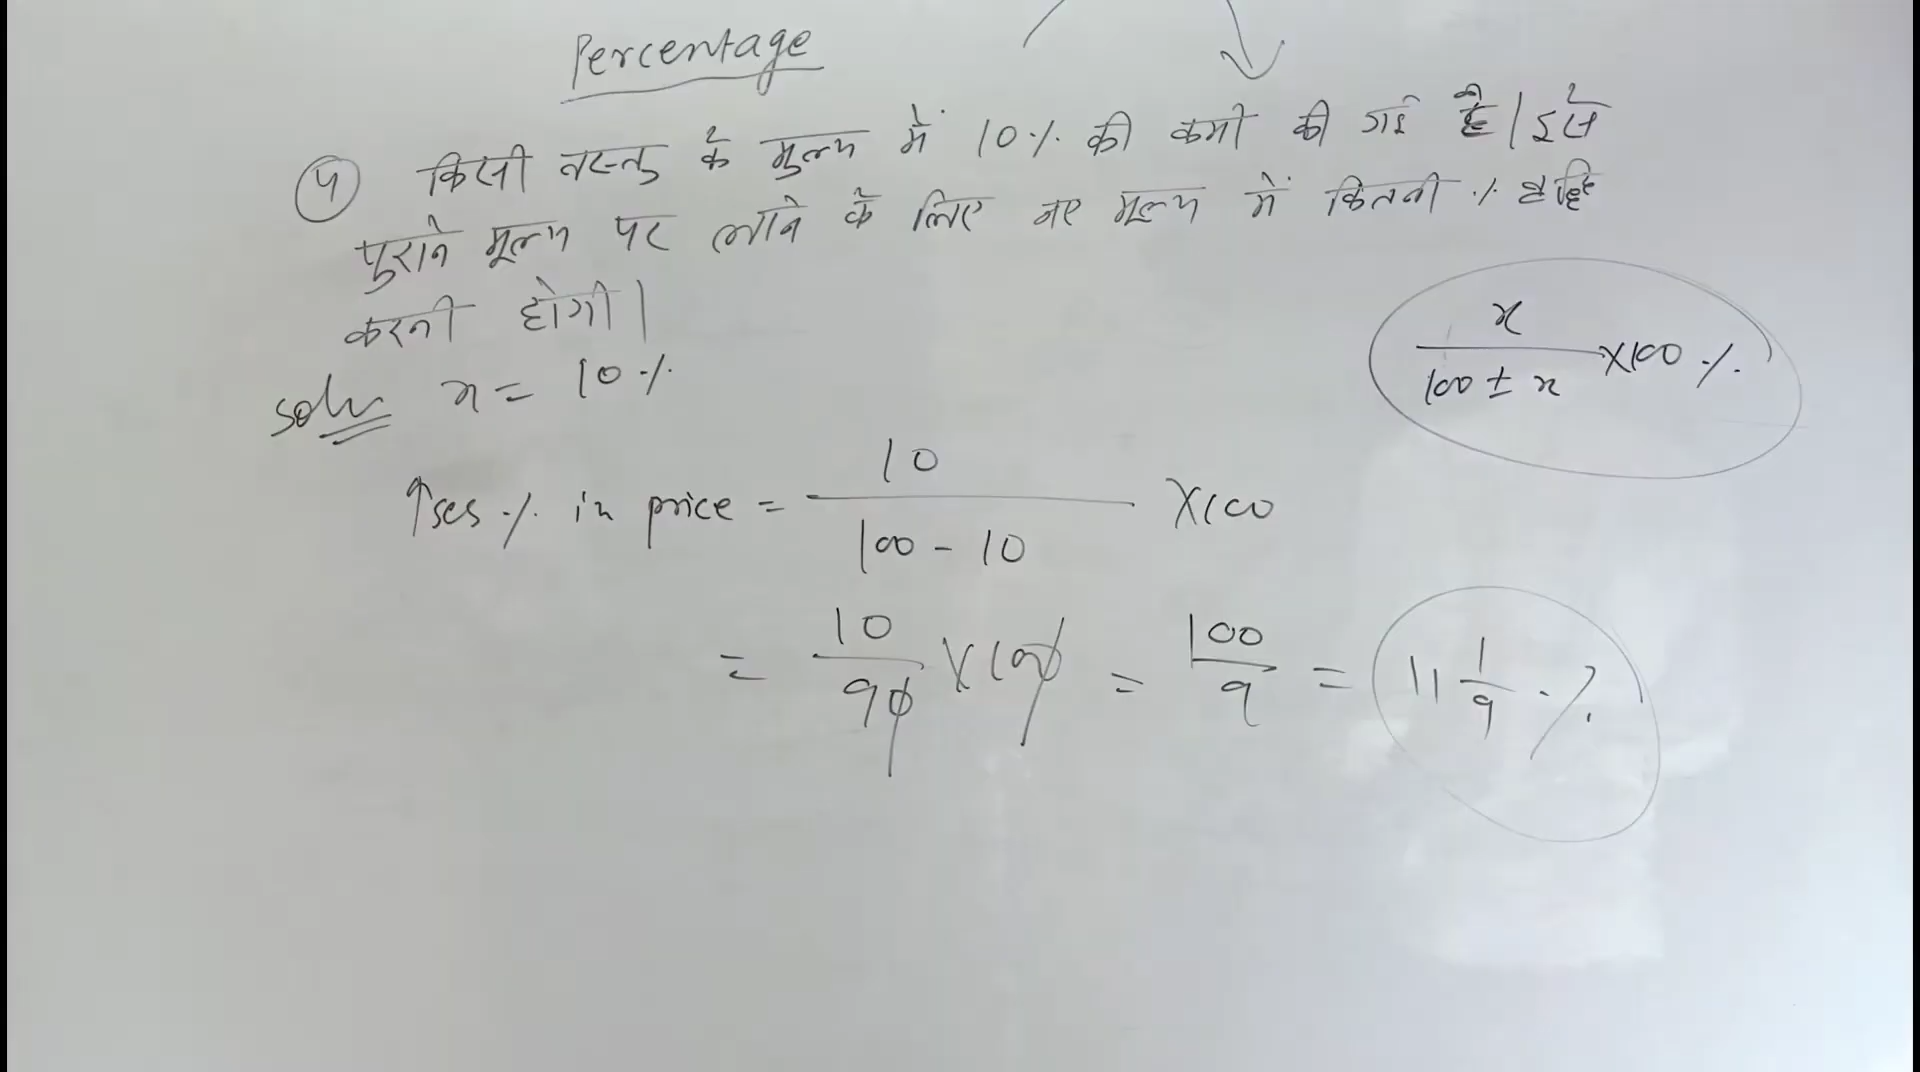 Percentage
(4) किसी वस्तु के मुल्य में 10% की कमी की गई है। इसे
पुराने मूल्य पर लाने के लिए नए मूल्य में कितनी % वृद्धि
करनी होगी।
x / (100 ± x) × 100 %
Soln x = 10 %
↑ses % in price = 10 / (100 - 10) × 100
= 10/90 × 100 = 100/9 = 11 1/9 %